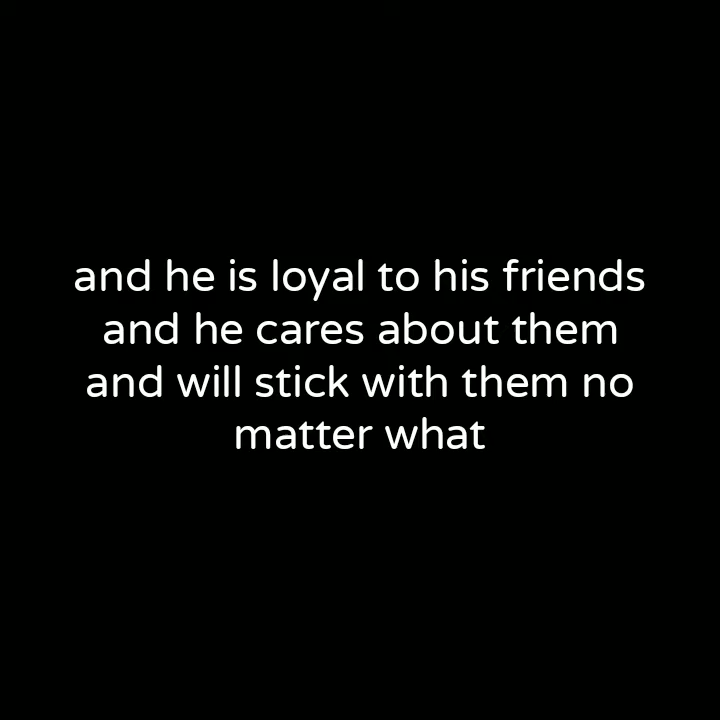 and he is loyal to his friends
and he cares about them
and will stick with them no
matter what